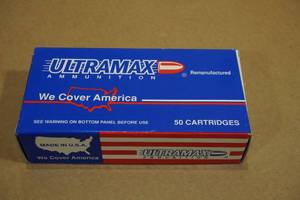 ULTRAMAX
AMMUNITION
®
Remanufactured
We Cover America
SEE WARNING ON BOTTOM PANEL BEFORE USE
50 CARTRIDGES
MADE IN U.S.A.
We Cover America
ULTRAMAX
AMMUNITION